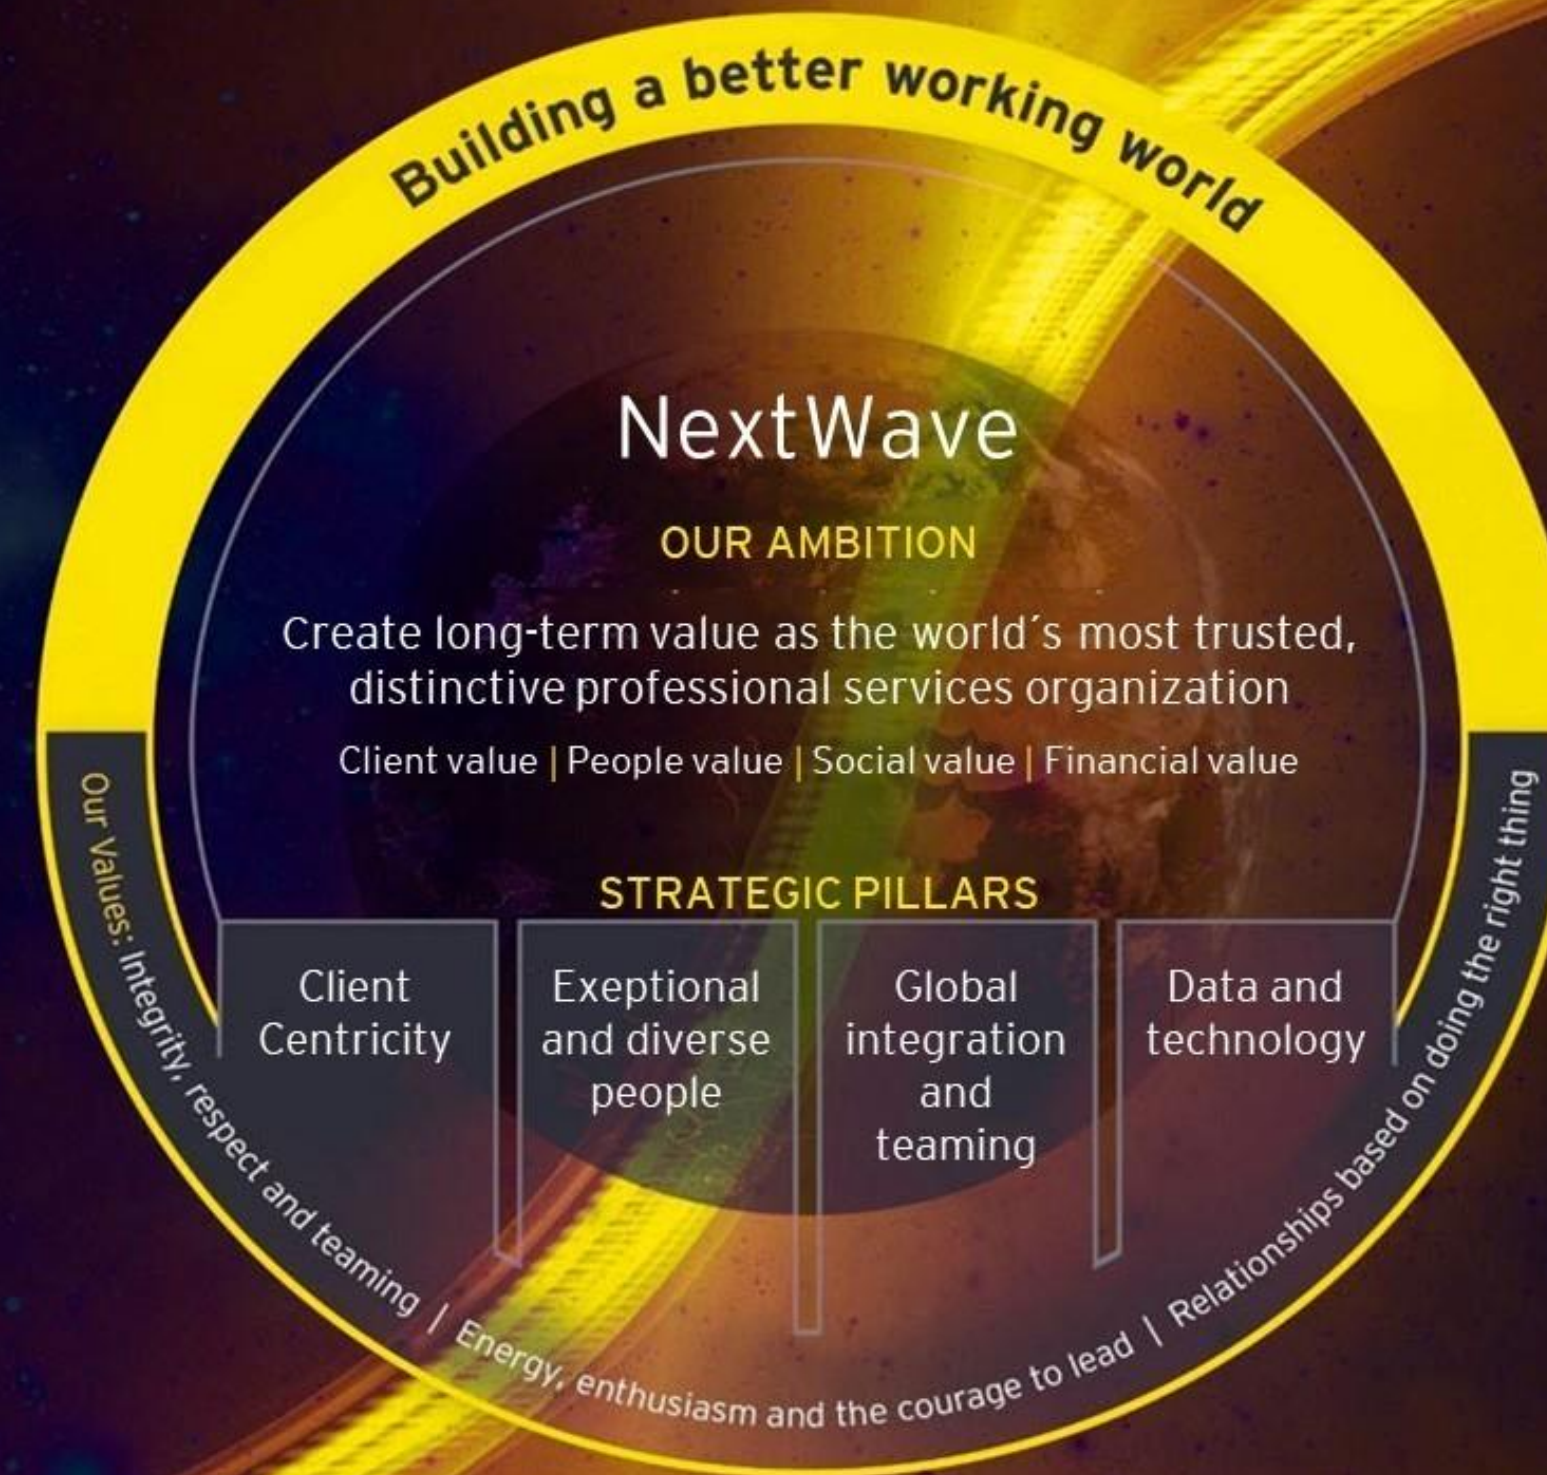 Building a better working world
NextWave
OUR AMBITION
Create long-term value as the world´s most trusted,
distinctive professional services organization
Client value | People value | Social value | Financial value
STRATEGIC PILLARS
Client
Centricity
Exeptional
and diverse
people
Global
integration
and
teaming
Data and
technology
Our Values: Integrity, respect and teaming | Energy, enthusiasm and the courage to lead | Relationships based on doing the right thing